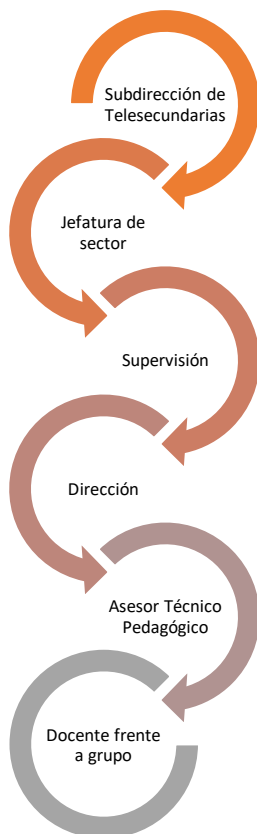 Subdirección de
Telesecundarias
Jefatura de
sector
Supervisión
Dirección
Asesor Técnico
Pedagógico
Docente frente
a grupo